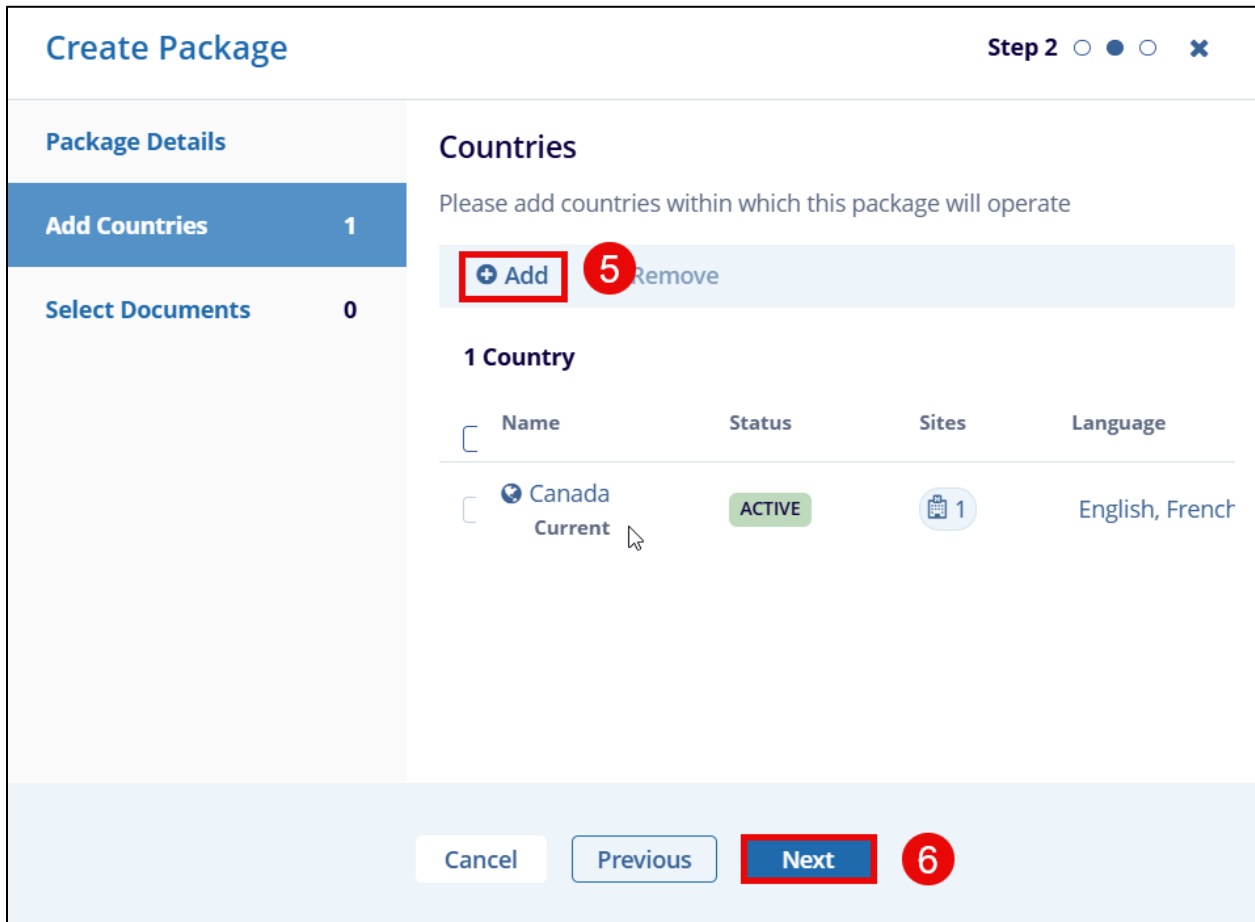 Create Package
Step 2
Package Details
Add Countries 1
Select Documents 0
Countries
Please add countries within which this package will operate
Add 5 Remove
1 Country
Name Status Sites Language
Canada
Current
ACTIVE
1
English, French
Cancel Previous Next 6